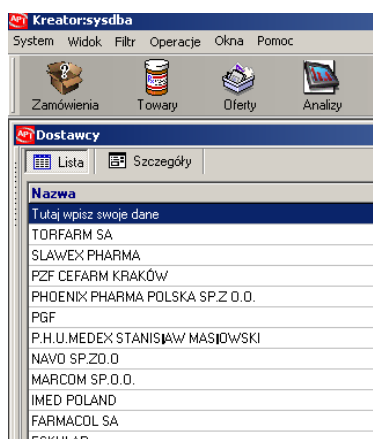 APT Kreator:sysdba
System Widok Filtr Operacje Okna Pomoc
Zamówienia Towary Oferty Analizy
APT Dostawcy
Lista Szczegóły
Nazwa
Tutaj wpisz swoje dane
TORFARM SA
SLAWEX PHARMA
PZF CEFARM KRAKÓW
PHOENIX PHARMA POLSKA SP.Z O.O.
PGF
P.H.U.MEDEX STANISłAW MASłOWSKI
NAVO SP.ZO.O
MARCOM SP.O.O.
IMED POLAND
FARMACOL SA